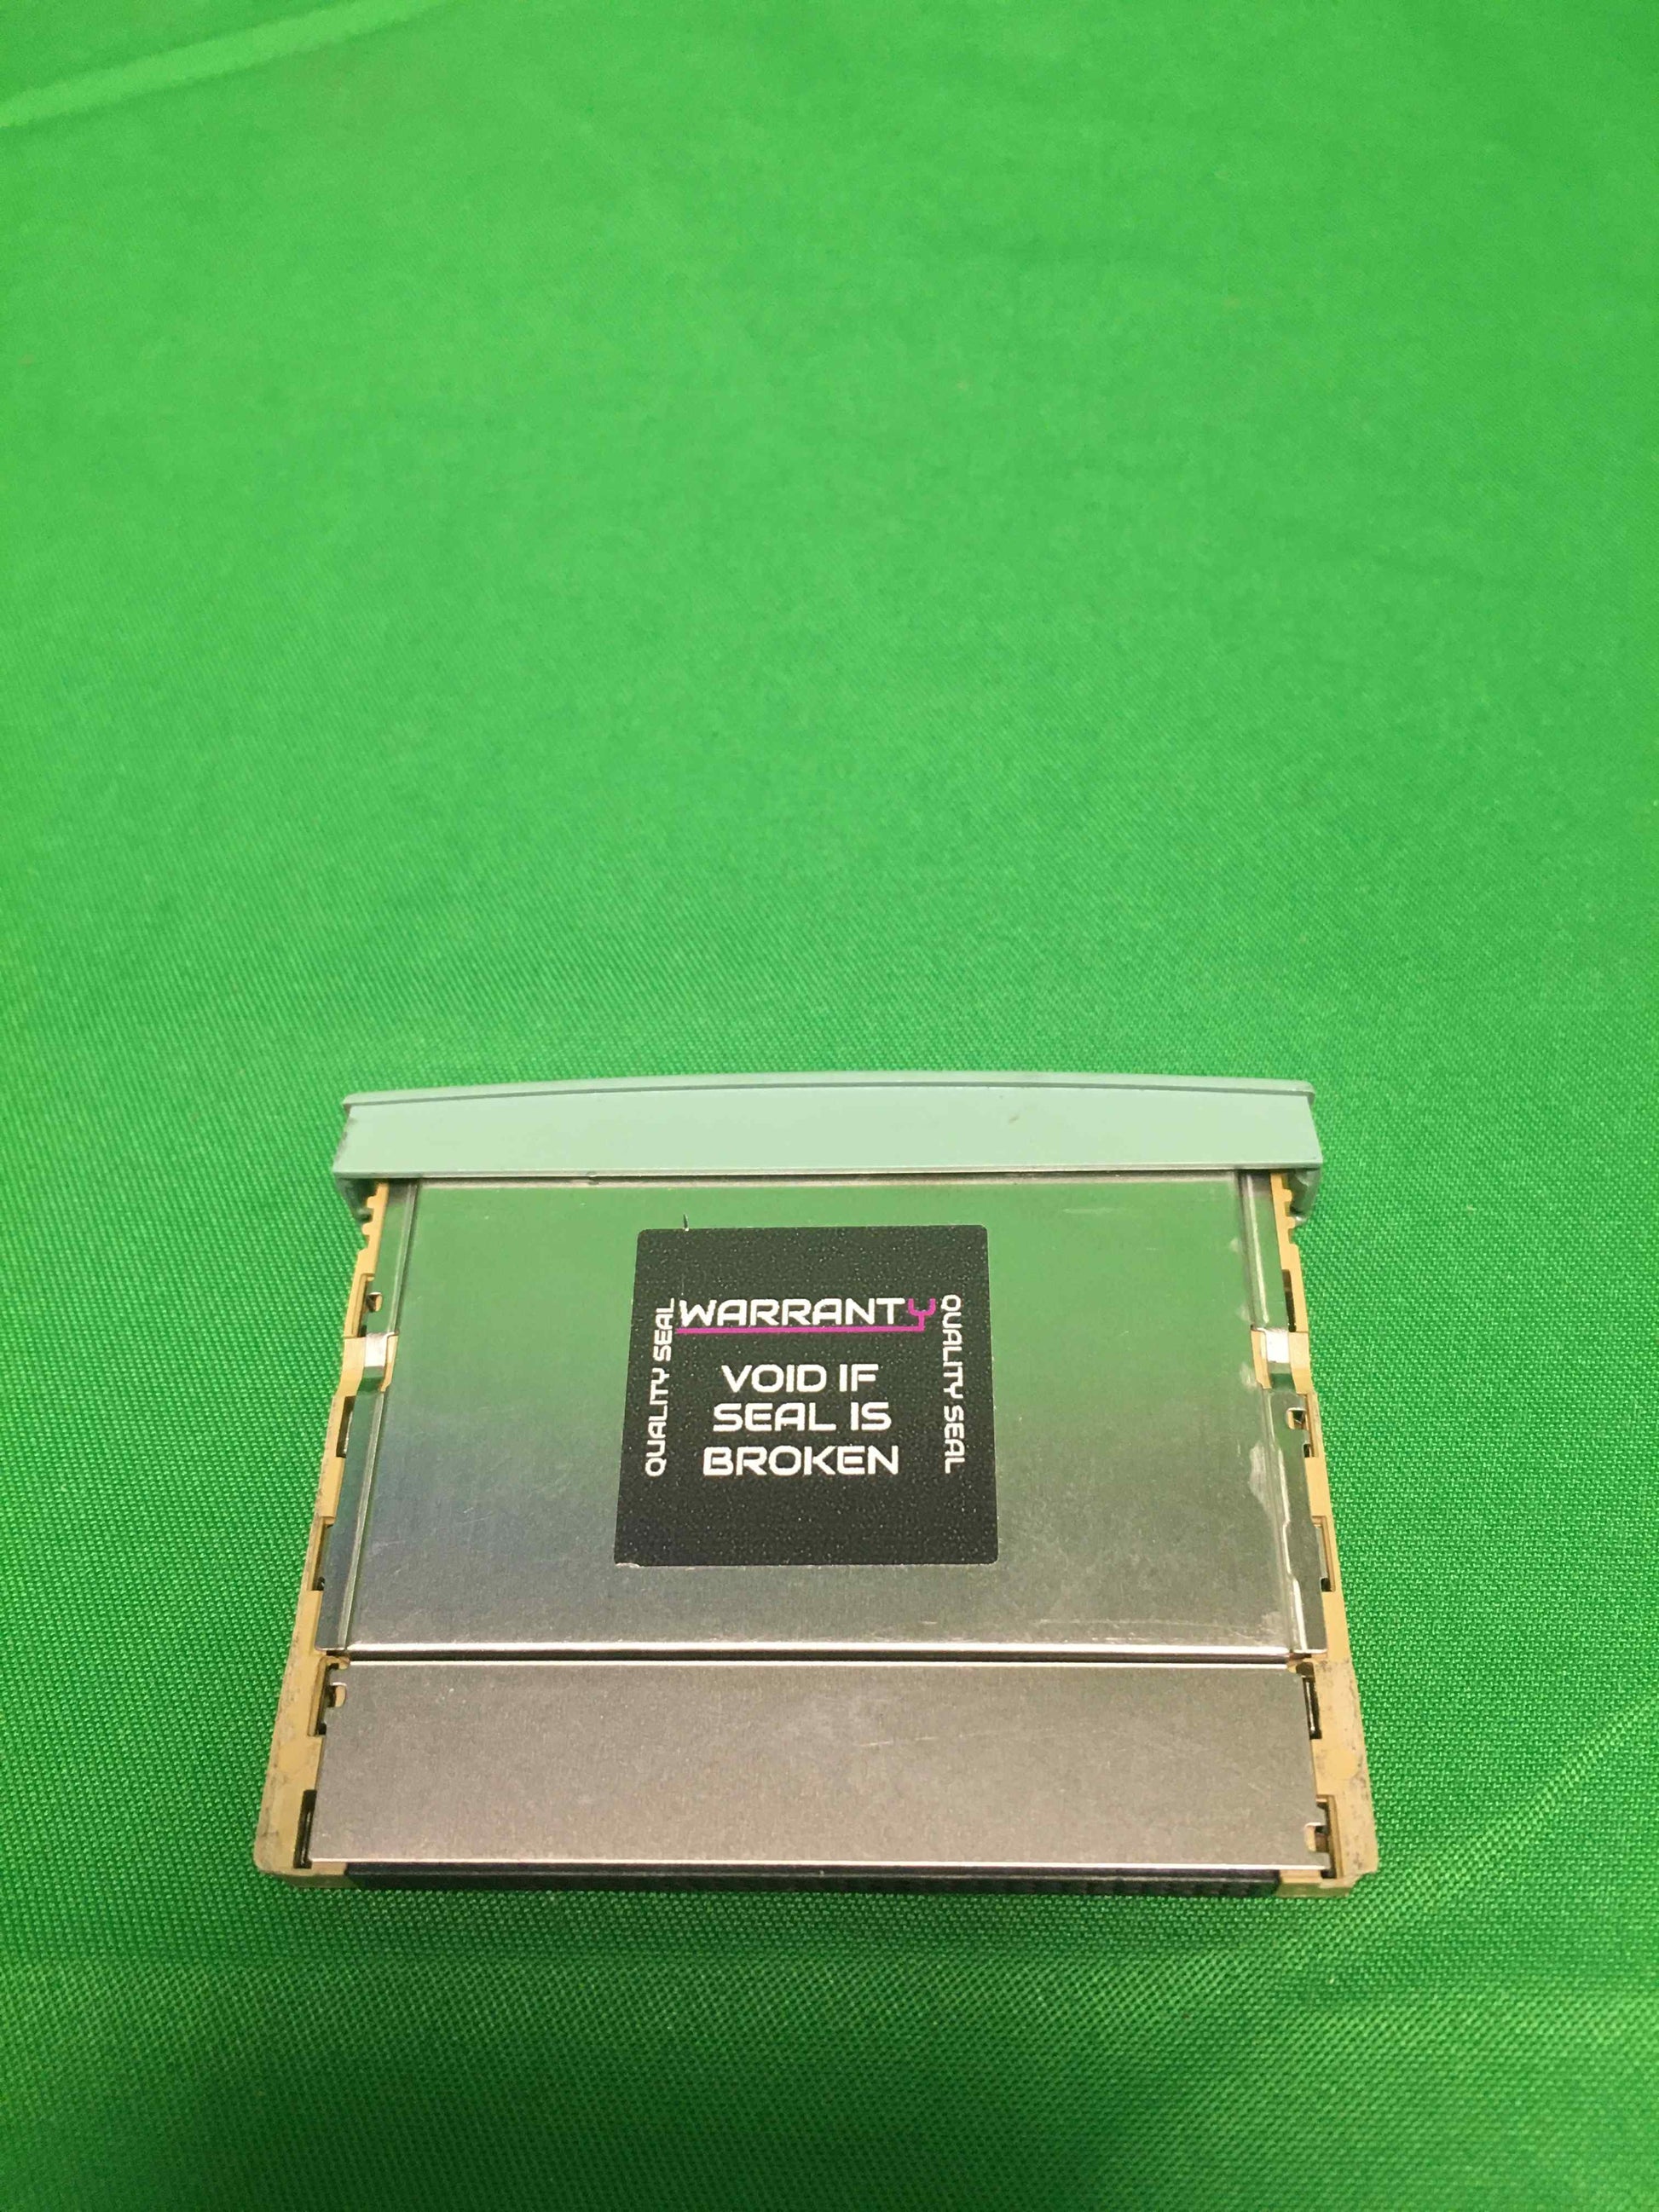 WARRANTY
VOID IF
SEAL IS
BROKEN
QUALITY SEAL
QUALITY SEAL